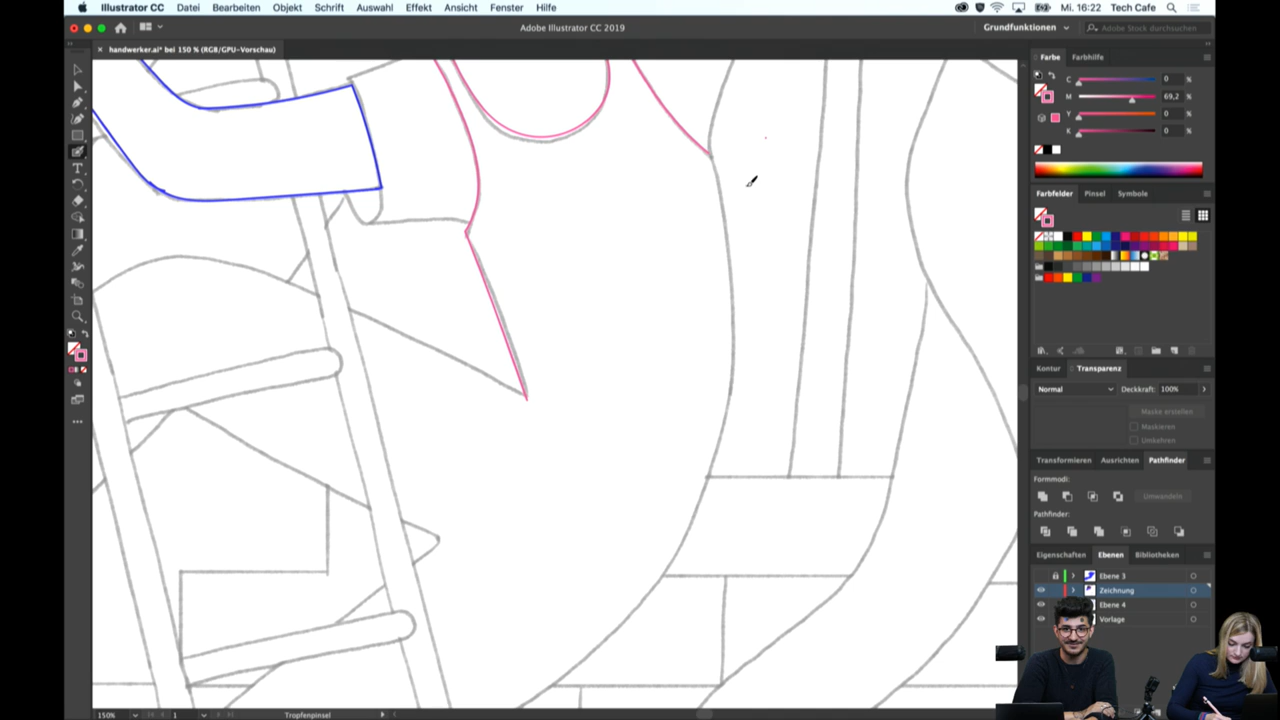 Illustrator CC Datei Bearbeiten Objekt Schrift Auswahl Effekt Ansicht Fenster Hilfe Mi. 16:22 Tech Cafe
Adobe Illustrator CC 2019 Grundfunktionen Adobe Stock durchsuchen
× handwerker.ai* bei 150 % (RGB/GPU-Vorschau)
Farbe Farbhilfe
C 0 %
M 69,2 %
Y 0 %
K 0 %
Farbfelder Pinsel Symbole
Kontur Transparenz
Normal Deckkraft: 100%
Maske erstellen
Maskieren
Umkehren
Transformieren Ausrichten Pathfinder
Formmodi:
Umwandeln
Pathfinder:
Eigenschaften Ebenen Bibliotheken
Ebene 3
Zeichnung
Ebene 4
Vorlage
150% 1 Tropfenpinsel